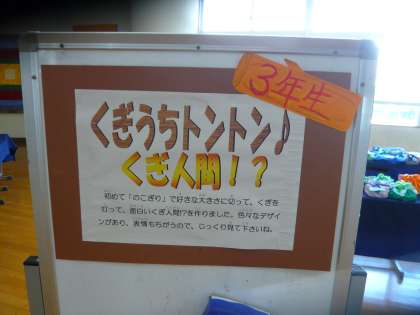 3年生
くぎうちトントン♪
くぎ人間！？
初めて「のこぎり」で好きな大きさに切って、くぎを
打って、面白いくぎ人間!?を作りました。色々なデザイ
ンがあり、表情もちがうので、じっくり見て下さいね。